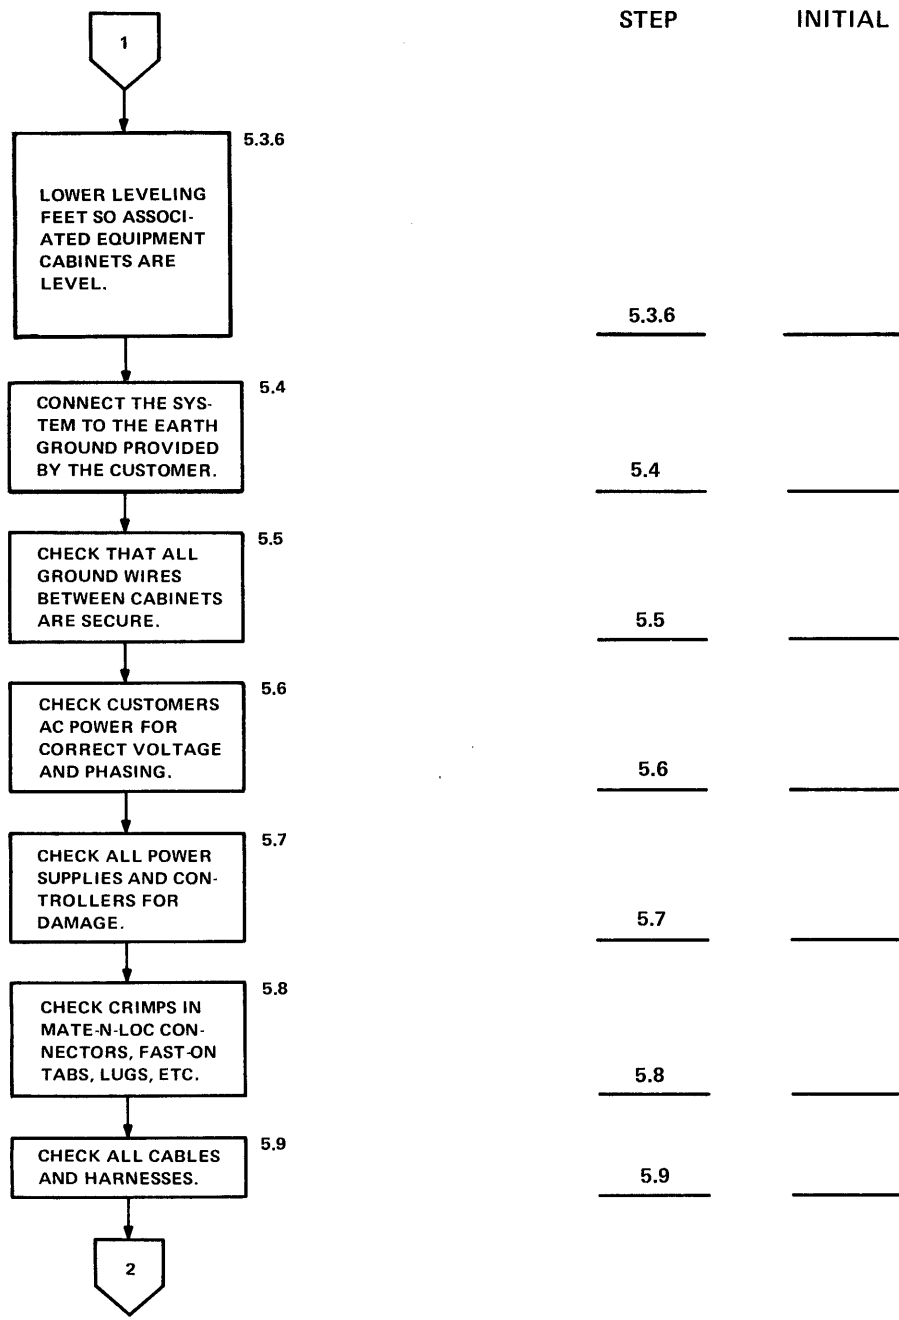 STEP INITIAL
1
5.3.6
LOWER LEVELING
FEET SO ASSOCI-
ATED EQUIPMENT
CABINETS ARE
LEVEL.
5.3.6
5.4
CONNECT THE SYS-
TEM TO THE EARTH
GROUND PROVIDED
BY THE CUSTOMER.
5.4
5.5
CHECK THAT ALL
GROUND WIRES
BETWEEN CABINETS
ARE SECURE.
5.5
5.6
CHECK CUSTOMERS
AC POWER FOR
CORRECT VOLTAGE
AND PHASING.
5.6
5.7
CHECK ALL POWER
SUPPLIES AND CON-
TROLLERS FOR
DAMAGE.
5.7
5.8
CHECK CRIMPS IN
MATE-N-LOC CON-
NECTORS, FAST-ON
TABS, LUGS, ETC.
5.8
5.9
CHECK ALL CABLES
AND HARNESSES.
5.9
2